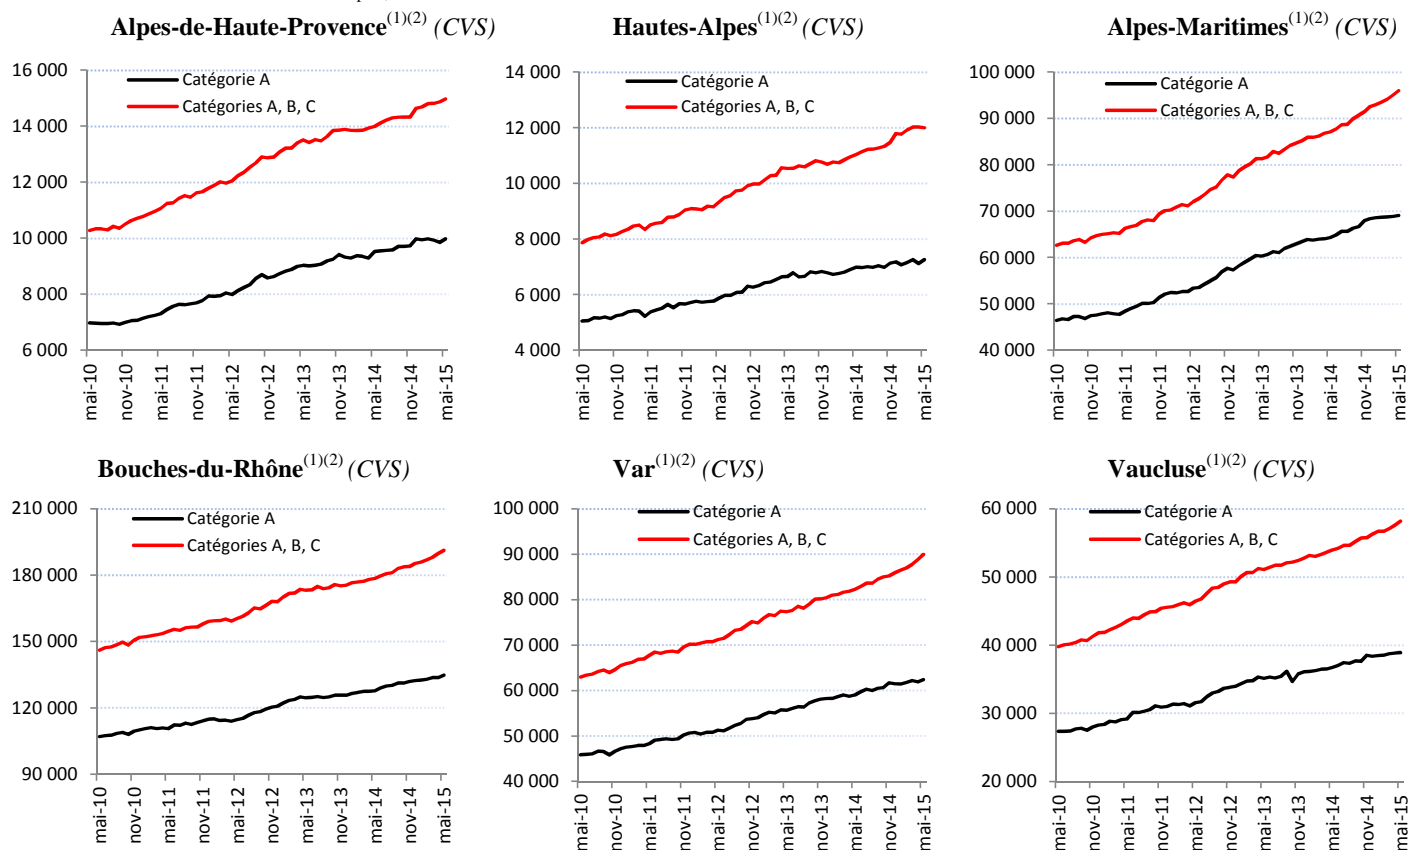 Alpes-de-Haute-Provence(1)(2) (CVS)
16 000
14 000
12 000
10 000
8 000
6 000
Catégorie A
Catégories A, B, C
mai-10
nov-10
mai-11
nov-11
mai-12
nov-12
mai-13
nov-13
mai-14
nov-14
mai-15
Hautes-Alpes(1)(2) (CVS)
14 000
12 000
10 000
8 000
6 000
4 000
Catégorie A
Catégories A, B, C
mai-10
nov-10
mai-11
nov-11
mai-12
nov-12
mai-13
nov-13
mai-14
nov-14
mai-15
Alpes-Maritimes(1)(2) (CVS)
100 000
90 000
80 000
70 000
60 000
50 000
40 000
Catégorie A
Catégories A, B, C
mai-10
nov-10
mai-11
nov-11
mai-12
nov-12
mai-13
nov-13
mai-14
nov-14
mai-15
Bouches-du-Rhône(1)(2) (CVS)
210 000
180 000
150 000
120 000
90 000
Catégorie A
Catégories A, B, C
mai-10
nov-10
mai-11
nov-11
mai-12
nov-12
mai-13
nov-13
mai-14
nov-14
mai-15
Var(1)(2) (CVS)
100 000
90 000
80 000
70 000
60 000
50 000
40 000
Catégorie A
Catégories A, B, C
mai-10
nov-10
mai-11
nov-11
mai-12
nov-12
mai-13
nov-13
mai-14
nov-14
mai-15
Vaucluse(1)(2) (CVS)
60 000
50 000
40 000
30 000
20 000
Catégorie A
Catégories A, B, C
mai-10
nov-10
mai-11
nov-11
mai-12
nov-12
mai-13
nov-13
mai-14
nov-14
mai-15